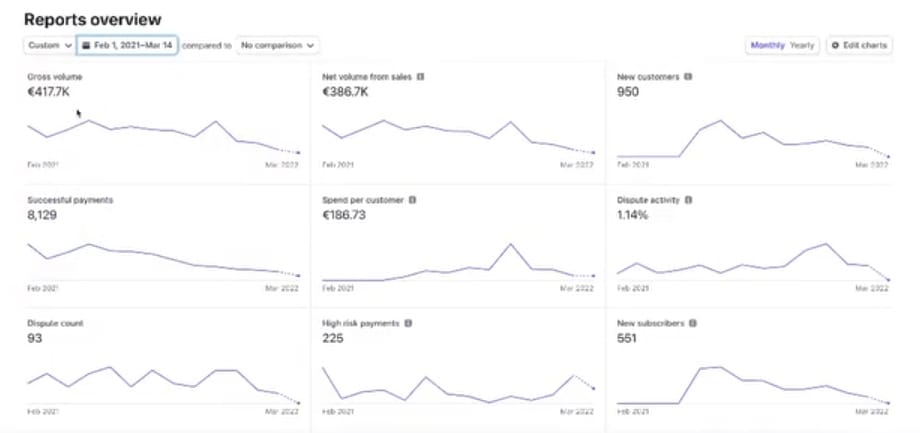 Reports overview
Custom Feb 1, 2021–Mar 14 compared to No comparison Monthly Yearly Edit charts
Gross volume
€417.7K
Feb 2021 Mar 2022
Net volume from sales
€386.7K
Feb 2021 Mar 2022
New customers
950
Feb 2021 Mar 2022
Successful payments
8,129
Feb 2021 Mar 2022
Spend per customer
€186.73
Feb 2021 Mar 2022
Dispute activity
1.14%
Feb 2021 Mar 2022
Dispute count
93
Feb 2021 Mar 2022
High risk payments
225
Feb 2021 Mar 2022
New subscribers
551
Feb 2021 Mar 2022